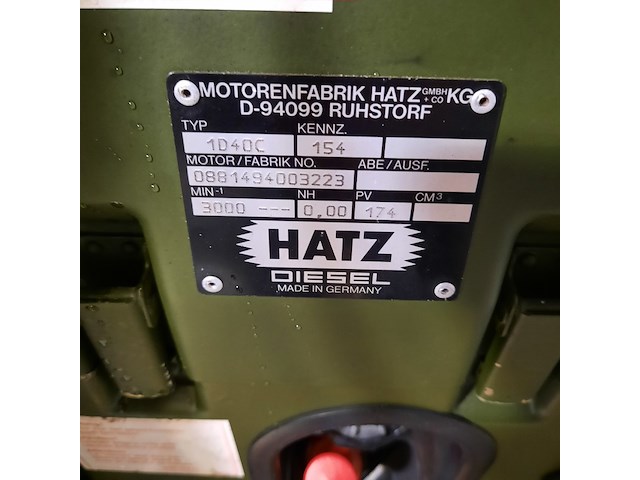 MOTORENFABRIK HATZ GMBH + CO KG
D-94099 RUHSTORF
TYP KENNZ.
1D40C 154
MOTOR/FABRIK NO. ABE/AUSF.
0881494003223
MIN-1 NH PV CM3
3000 --- 0,00 174
HATZ
DIESEL
MADE IN GERMANY